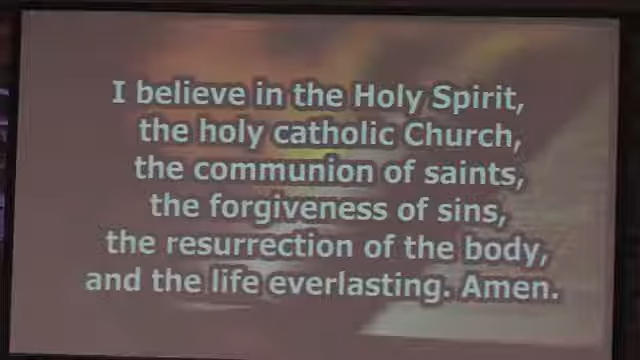 I believe in the Holy Spirit,
the holy catholic Church,
the communion of saints,
the forgiveness of sins,
the resurrection of the body,
and the life everlasting. Amen.